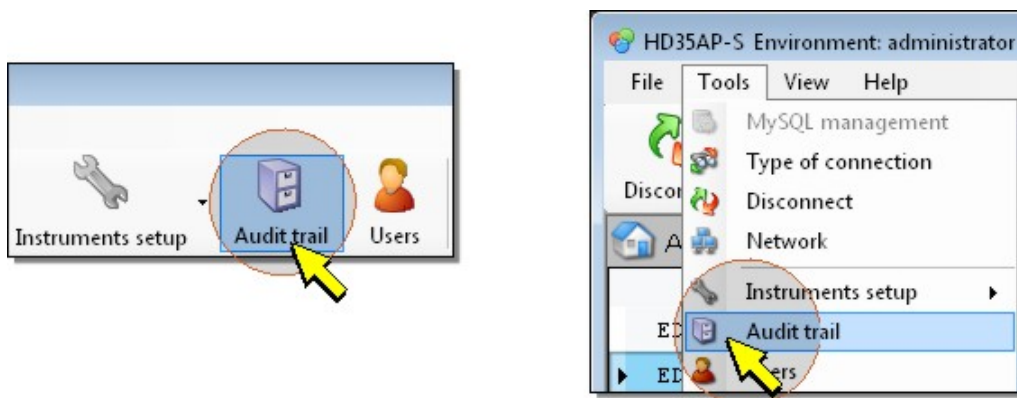 Instruments setup
Audit trail
Users
HD35AP-S Environment: administrator
File Tools View Help
MySQL management
Type of connection
Disconnect
Network
Instruments setup
Audit trail